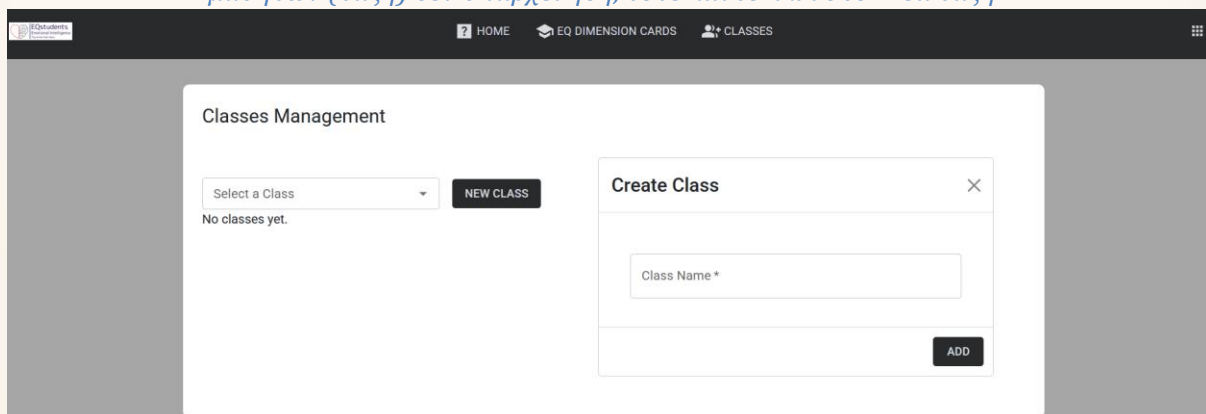 EQstudents
HOME
EQ DIMENSION CARDS
CLASSES
Classes Management
Select a Class
NEW CLASS
No classes yet.
Create Class
Class Name *
ADD